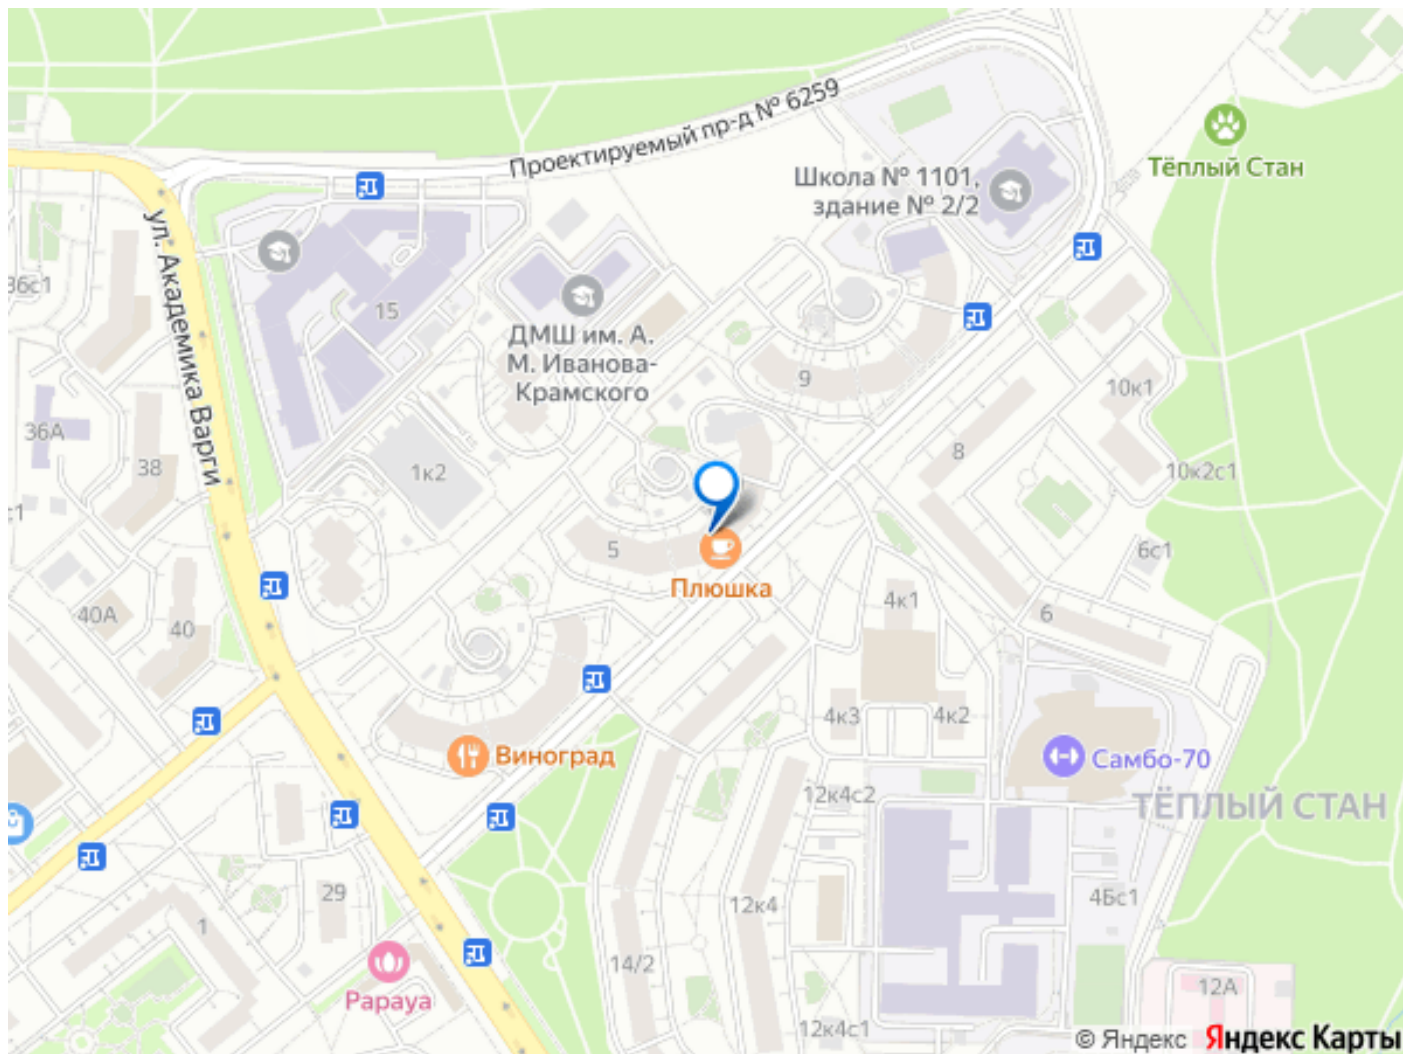 Проектируемый пр-д № 6259
Тёплый Стан
Школа № 1101,
здание № 2/2
ул. Академика Варги
36с1
15
ДМШ им. А.
М. Иванова-
Крамского
9
10к1
36А
38
1к2
8
10к2с1
5
6с1
Плюшка
40А
40
4к1
6
4к3
4к2
Виноград
Самбо-70
12к4с2
ТЁПЛЫЙ СТАН
29
1
12к4
4Бс1
14/2
Papaya
12А
12к4с1
© Яндекс Яндекс Карты